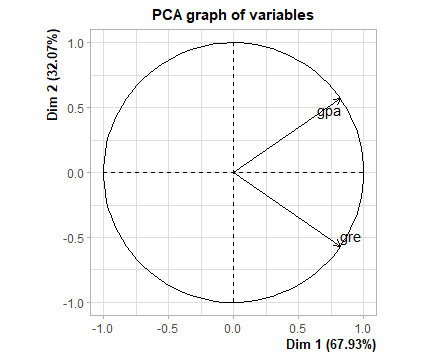 PCA graph of variables
Dim 2 (32.07%)
1.0
0.5
0.0
-0.5
-1.0
gpa
gre
-1.0 -0.5 0.0 0.5 1.0
Dim 1 (67.93%)